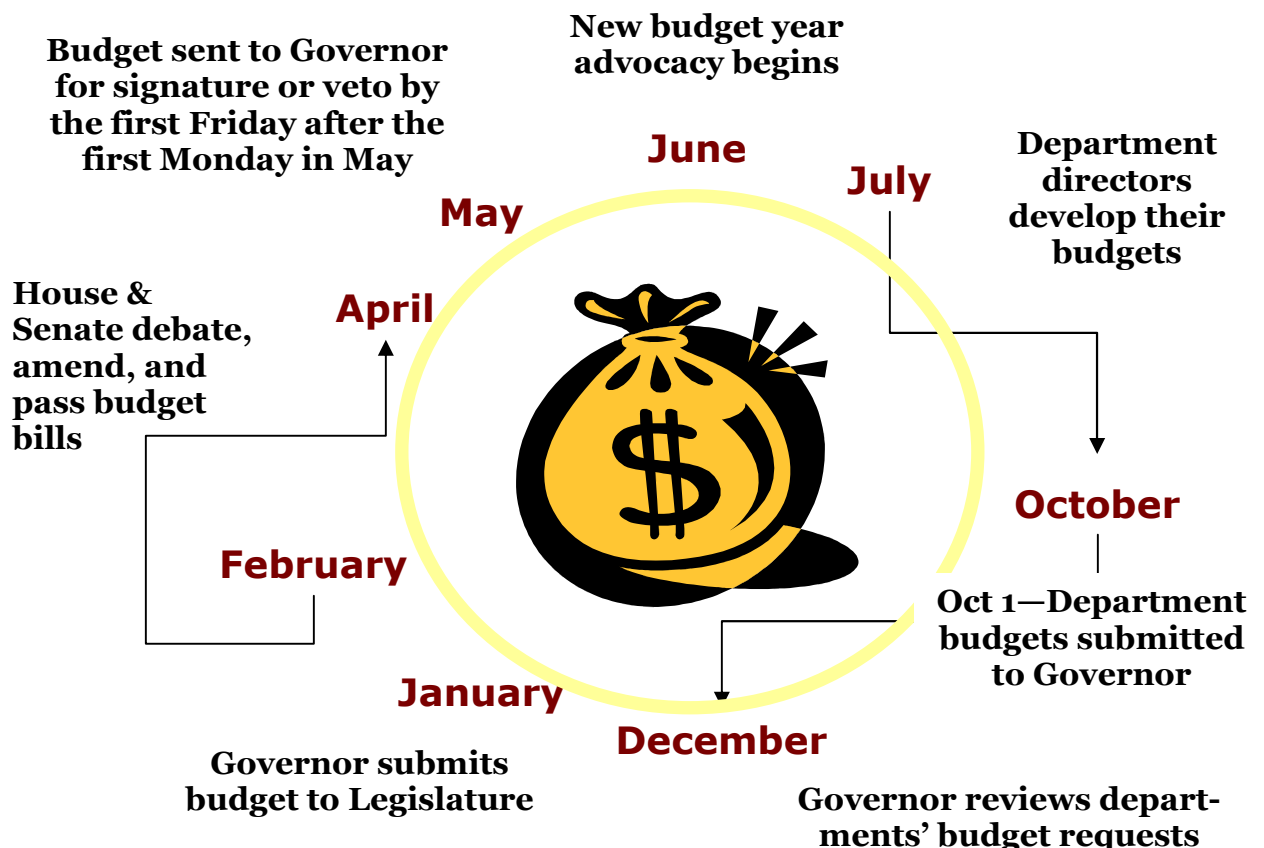 New budget year
advocacy begins
June
July
Department
directors
develop their
budgets
October
Oct 1—Department
budgets submitted
to Governor
December
Governor reviews depart-
ments’ budget requests
January
Governor submits
budget to Legislature
February
House &
Senate debate,
amend, and
pass budget
bills
April
May
Budget sent to Governor
for signature or veto by
the first Friday after the
first Monday in May
$